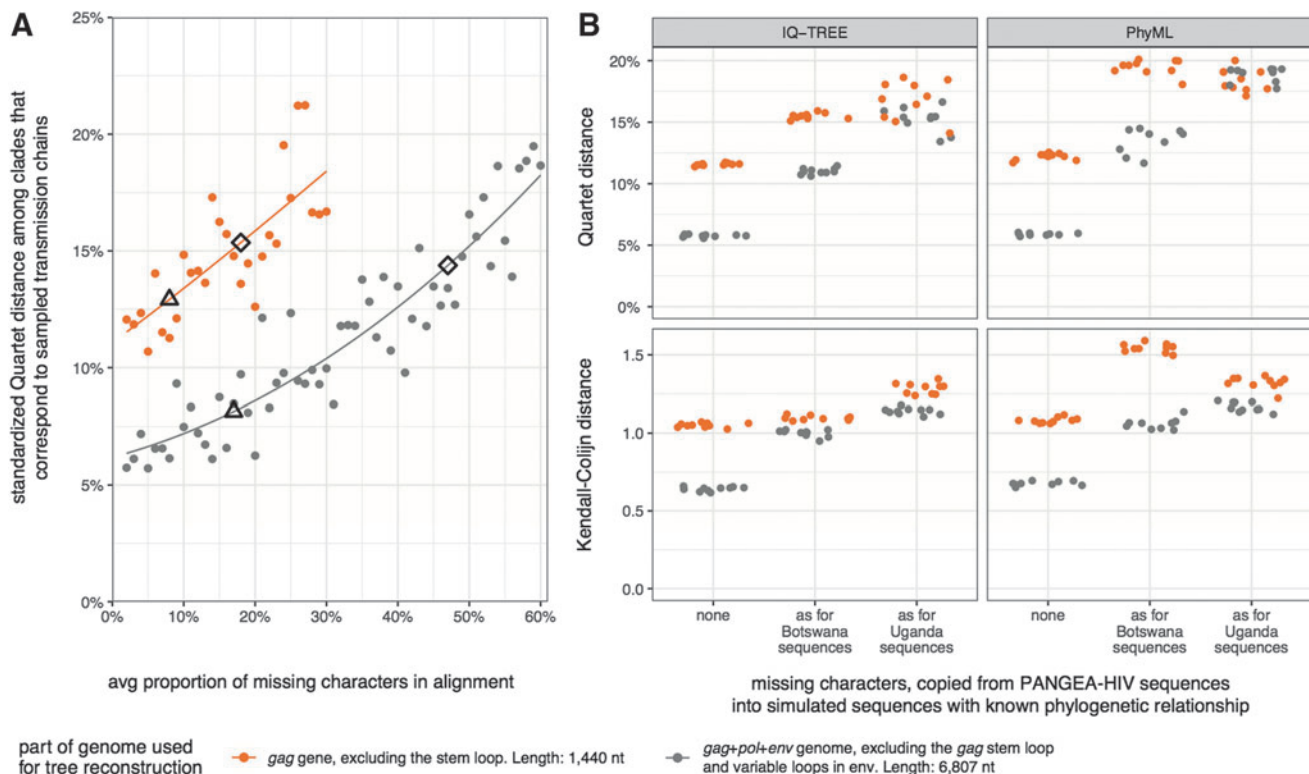 A
standardized Quartet distance among clades that
correspond to sampled transmission chains
25%
20%
15%
10%
5%
0%
0%
10%
20%
30%
40%
50%
60%
avg proportion of missing characters in alignment
B
IQ−TREE
PhyML
Quartet distance
20%
15%
10%
5%
0%
Kendall-Colijn distance
1.5
1.0
0.5
0.0
none
as for
Botswana
sequences
as for
Uganda
sequences
none
as for
Botswana
sequences
as for
Uganda
sequences
missing characters, copied from PANGEA-HIV sequences
into simulated sequences with known phylogenetic relationship
part of genome used
for tree reconstruction
gag gene, excluding the stem loop. Length: 1,440 nt
gag+pol+env genome, excluding the gag stem loop
and variable loops in env. Length: 6,807 nt